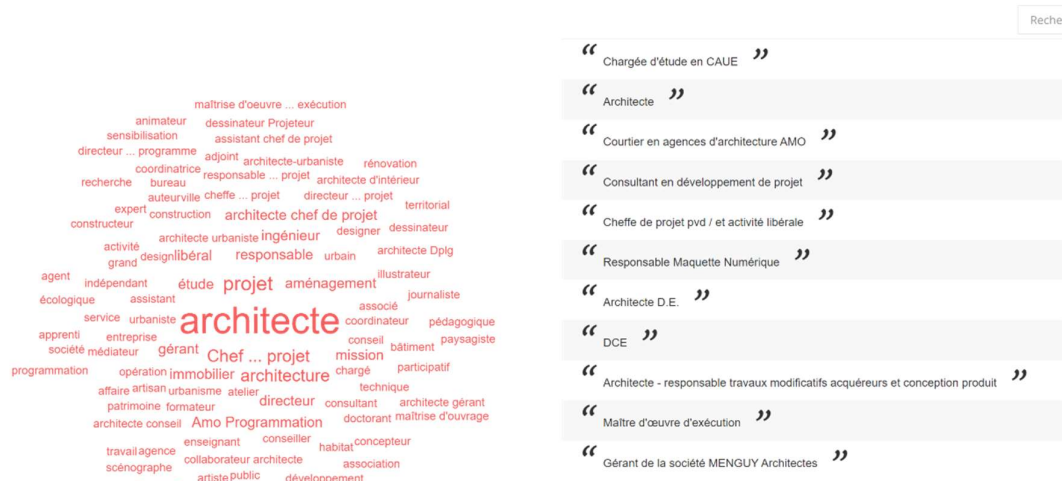 Reche
maîtrise d'oeuvre ... exécution
animateur dessinateur Projeteur
sensibilisation assistant chef de projet
directeur ... programme adjoint architecte-urbaniste rénovation
coordinatrice responsable ... projet architecte d'intérieur
recherche bureau
auteur ville cheffe ... projet directeur ... projet territorial
expert construction architecte chef de projet
constructeur architecte urbaniste ingénieur designer dessinateur
activité
grand design libéral responsable urbain architecte Dplg
agent indépendant étude projet aménagement illustrateur
écologique assistant associé journaliste
service urbaniste architecte coordinateur pédagogique
apprenti entreprise conseil bâtiment paysagiste
société médiateur gérant Chef ... projet mission
programmation opération immobilier architecture chargé participatif
affaire artisan urbanisme atelier directeur technique
patrimoine formateur consultant architecte gérant
architecte conseil Amo Programmation doctorant maîtrise d'ouvrage
enseignant conseiller habitat concepteur
travail agence
scénographe collaborateur architecte association
artiste public développement
“ Chargée d'étude en CAUE ”
“ Architecte ”
“ Courtier en agences d'architecture AMO ”
“ Consultant en développement de projet ”
“ Cheffe de projet pvd / et activité libérale ”
“ Responsable Maquette Numérique ”
“ Architecte D.E. ”
“ DCE ”
“ Architecte - responsable travaux modificatifs acquéreurs et conception produit ”
“ Maître d'œuvre d'exécution ”
“ Gérant de la société MENGUY Architectes ”